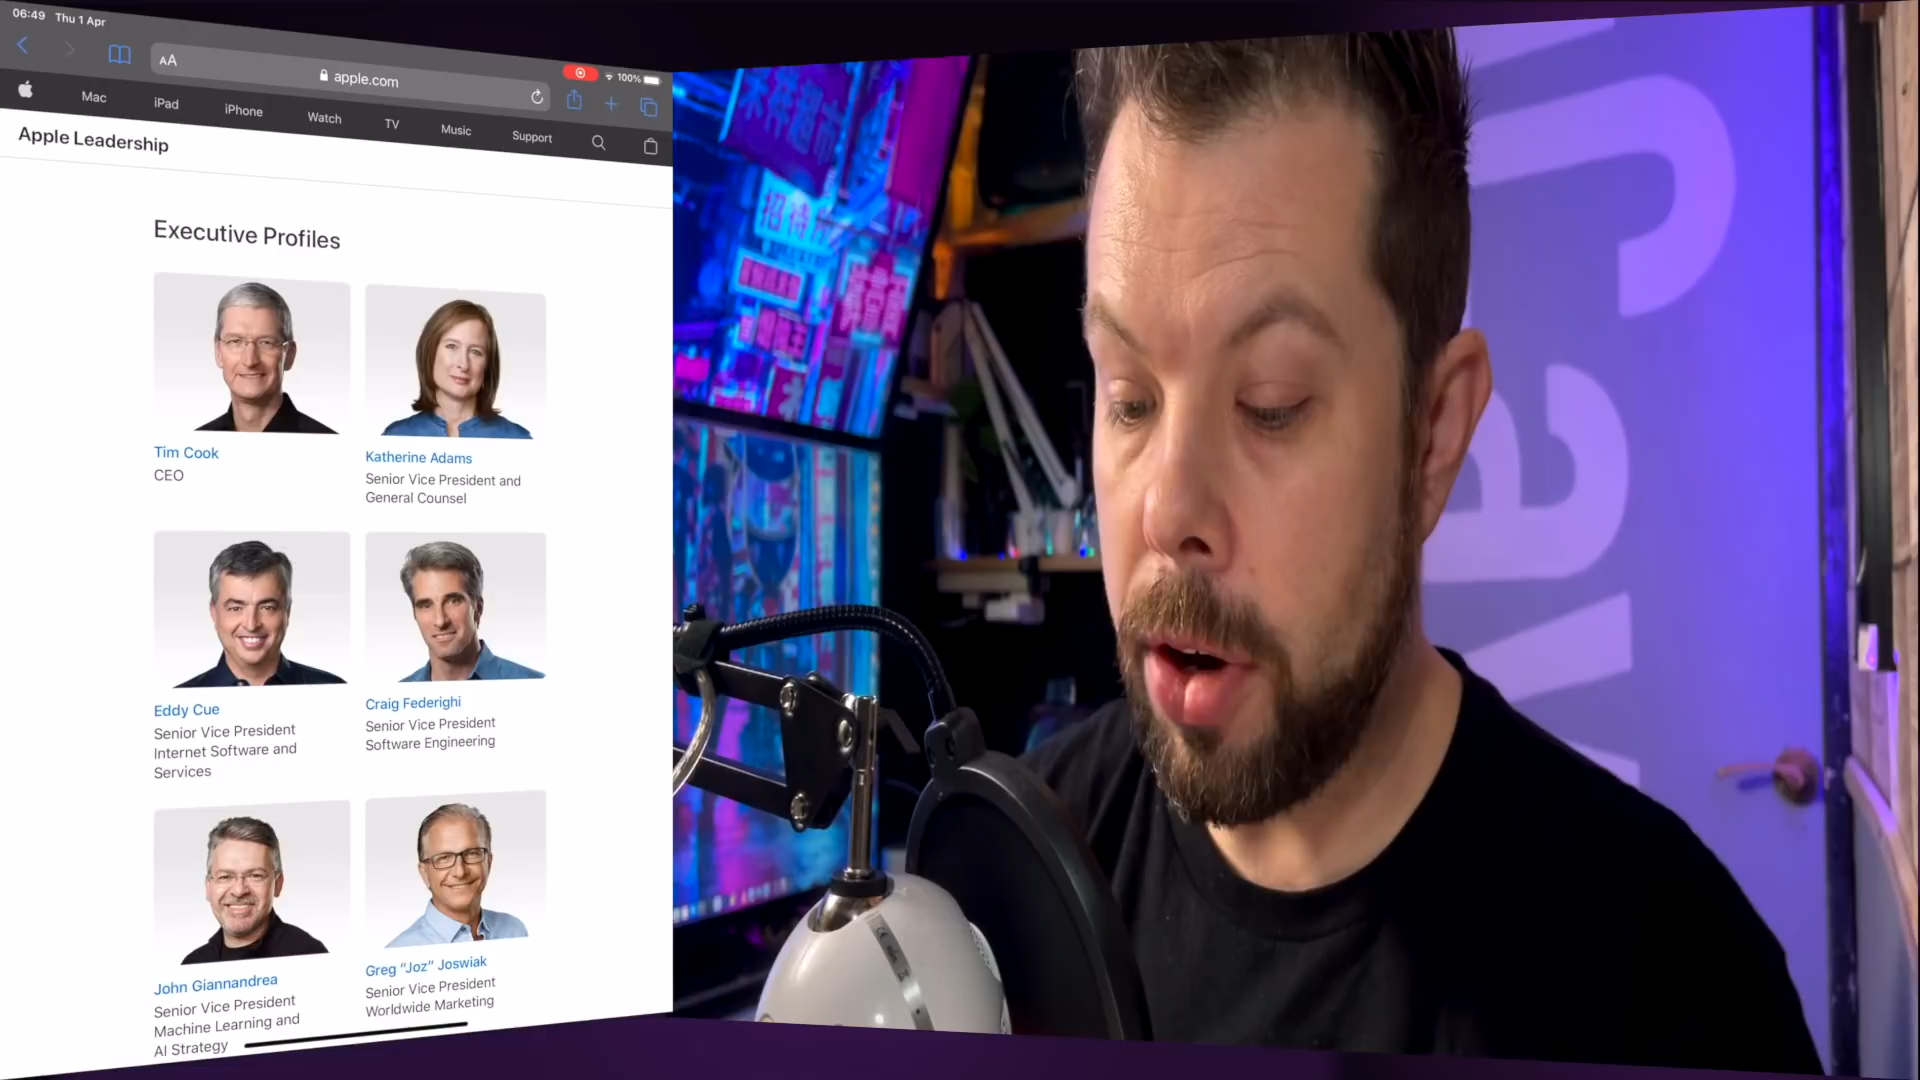 06:49 Thu 1 Apr
100%
AA
apple.com
Mac
iPad
iPhone
Watch
TV
Music
Support
Apple Leadership
Executive Profiles
Tim Cook
CEO
Katherine Adams
Senior Vice President and
General Counsel
Eddy Cue
Senior Vice President
Internet Software and
Services
Craig Federighi
Senior Vice President
Software Engineering
John Giannandrea
Senior Vice President
Machine Learning and
AI Strategy
Greg “Joz” Joswiak
Senior Vice President
Worldwide Marketing
招待